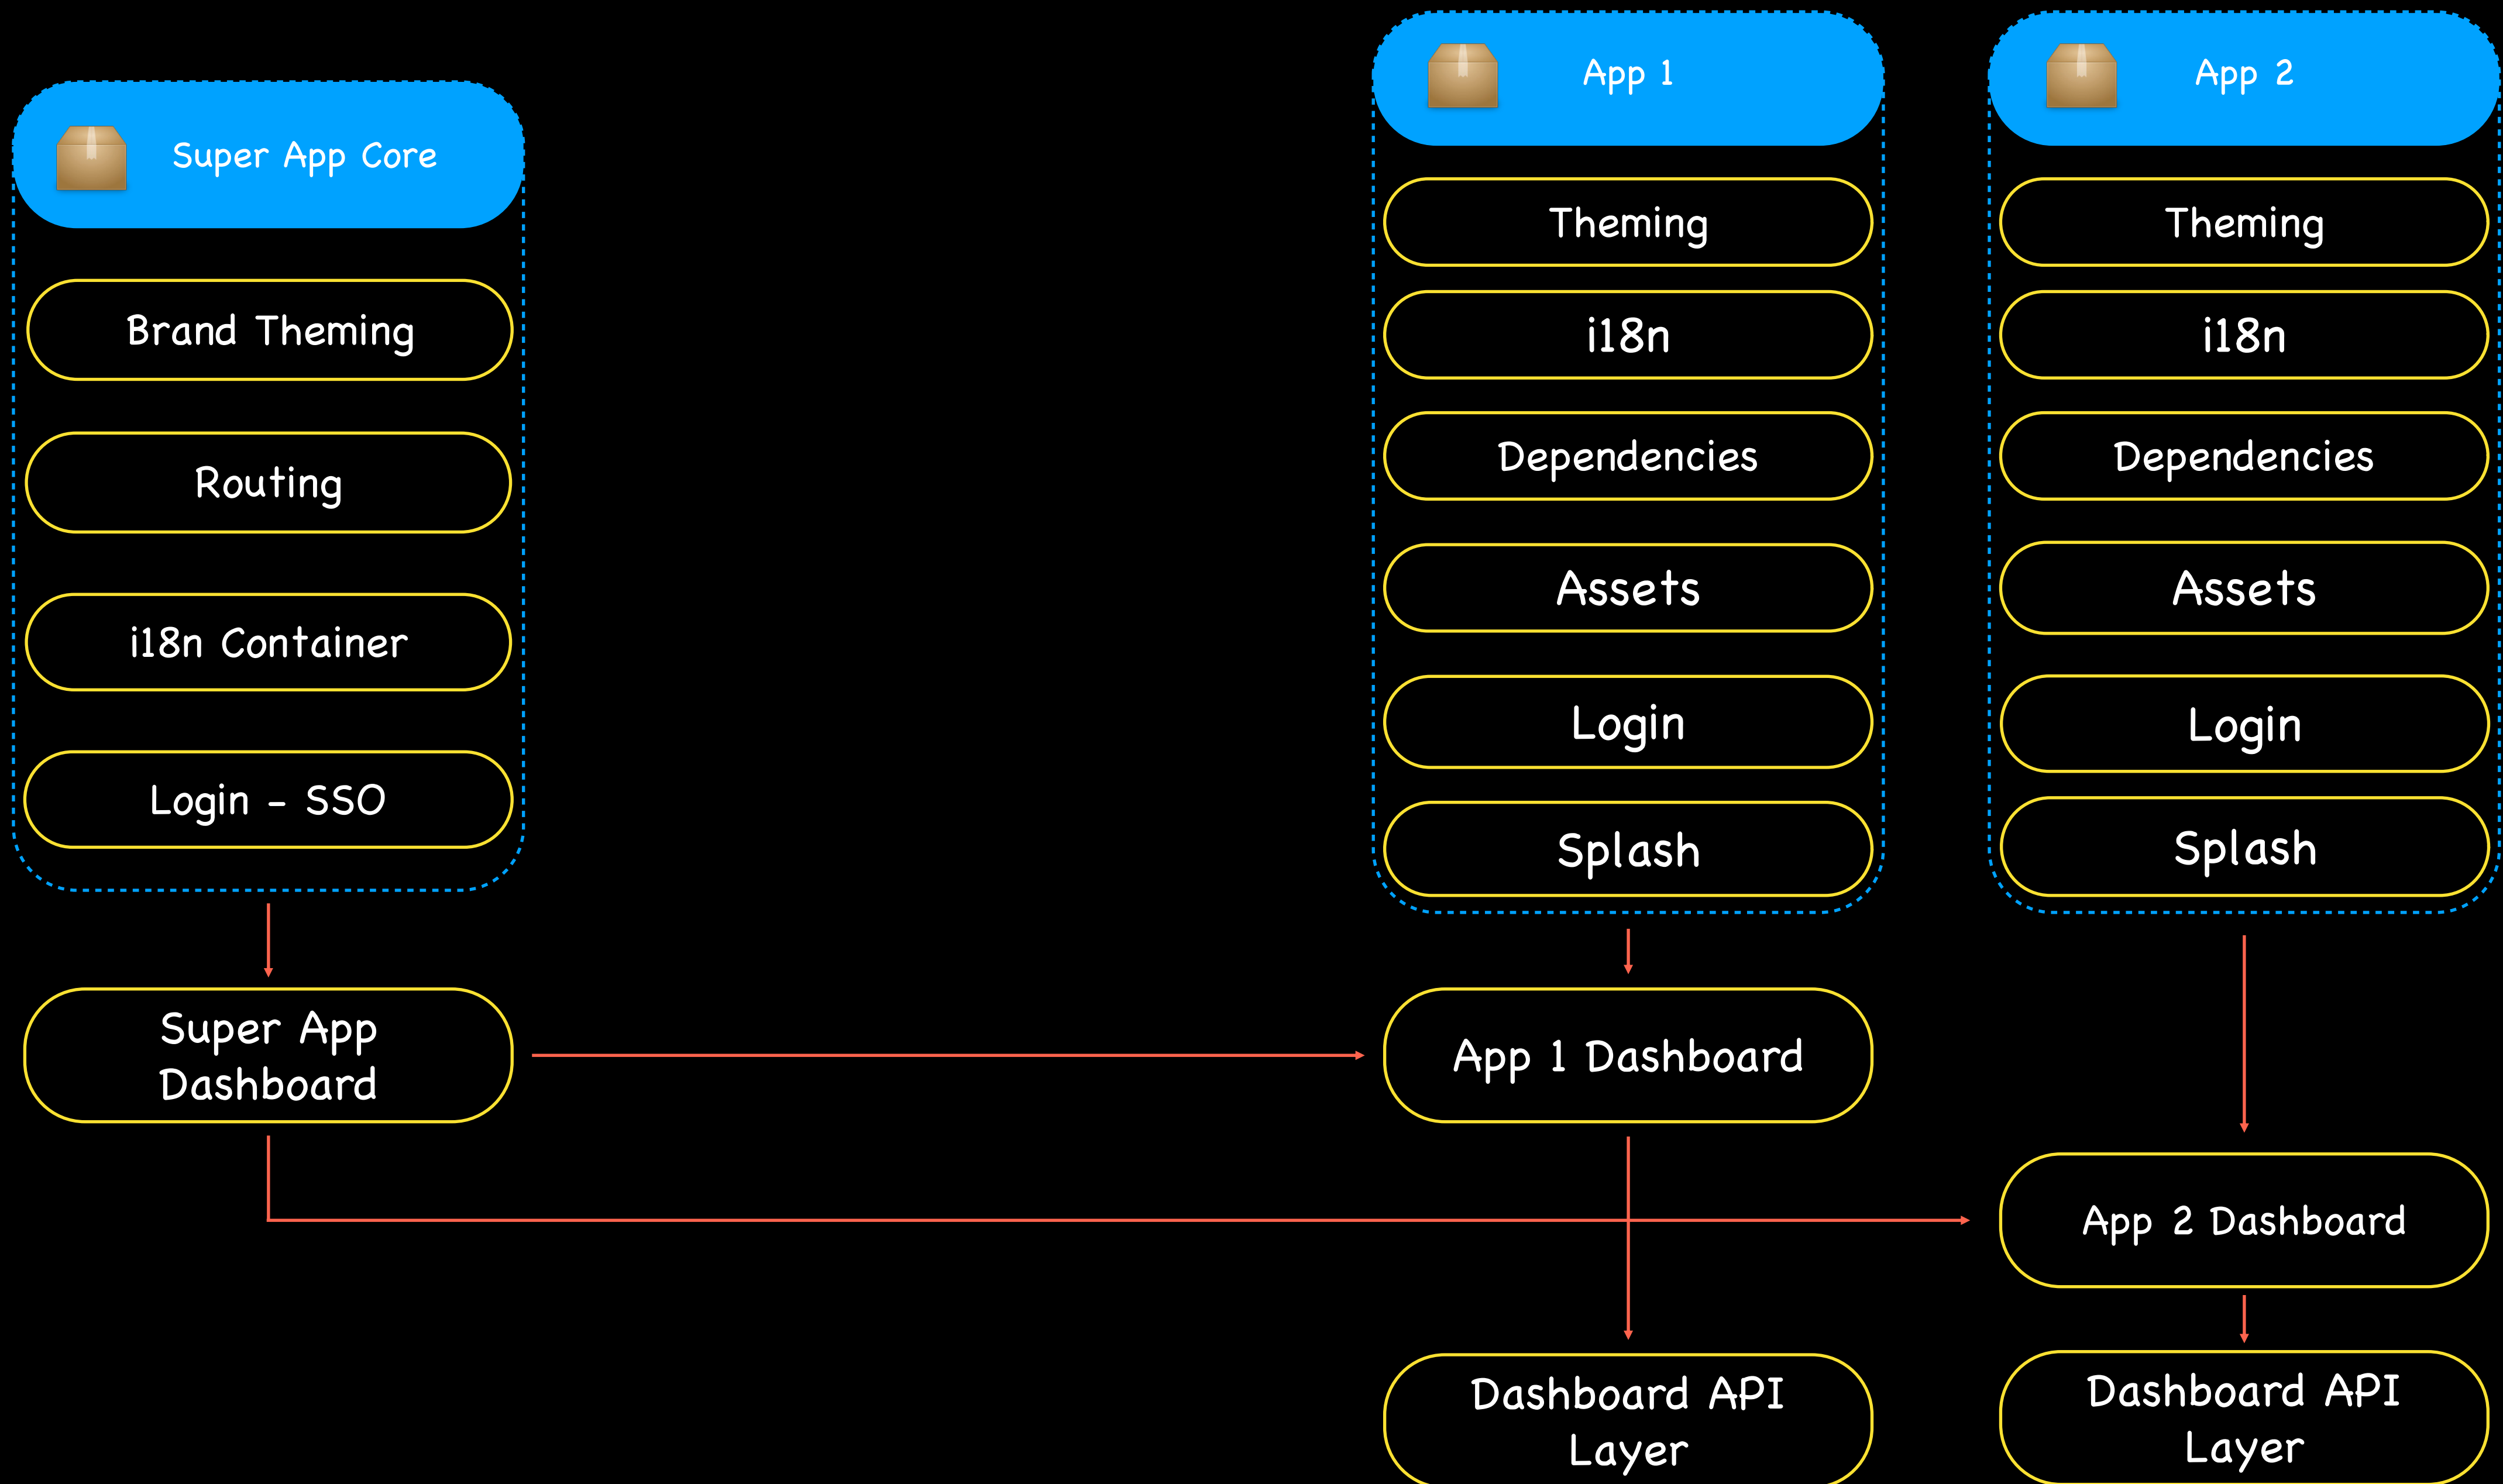 Super App Core
Brand Theming
Routing
i18n Container
Login - SSO
Super App
Dashboard
App 1
Theming
i18n
Dependencies
Assets
Login
Splash
App 1 Dashboard
Dashboard API
Layer
App 2
Theming
i18n
Dependencies
Assets
Login
Splash
App 2 Dashboard
Dashboard API
Layer